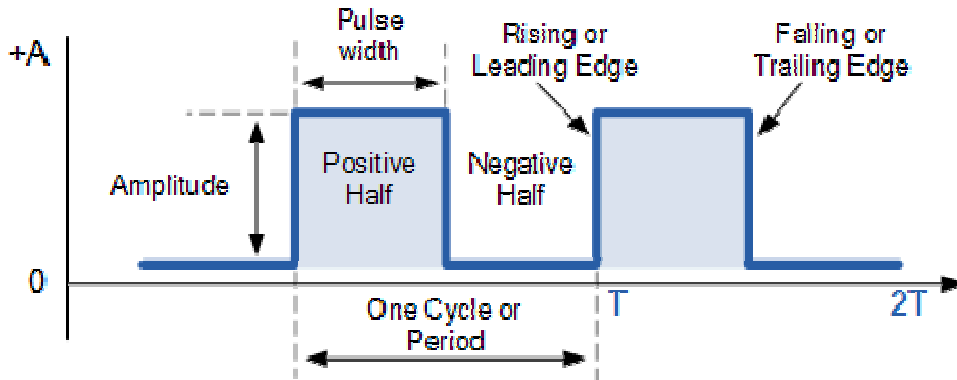 Pulse
width
+A
Rising or
Leading Edge
Falling or
Trailing Edge
Amplitude
Positive
Half
Negative
Half
0
T
2T
One Cycle or
Period